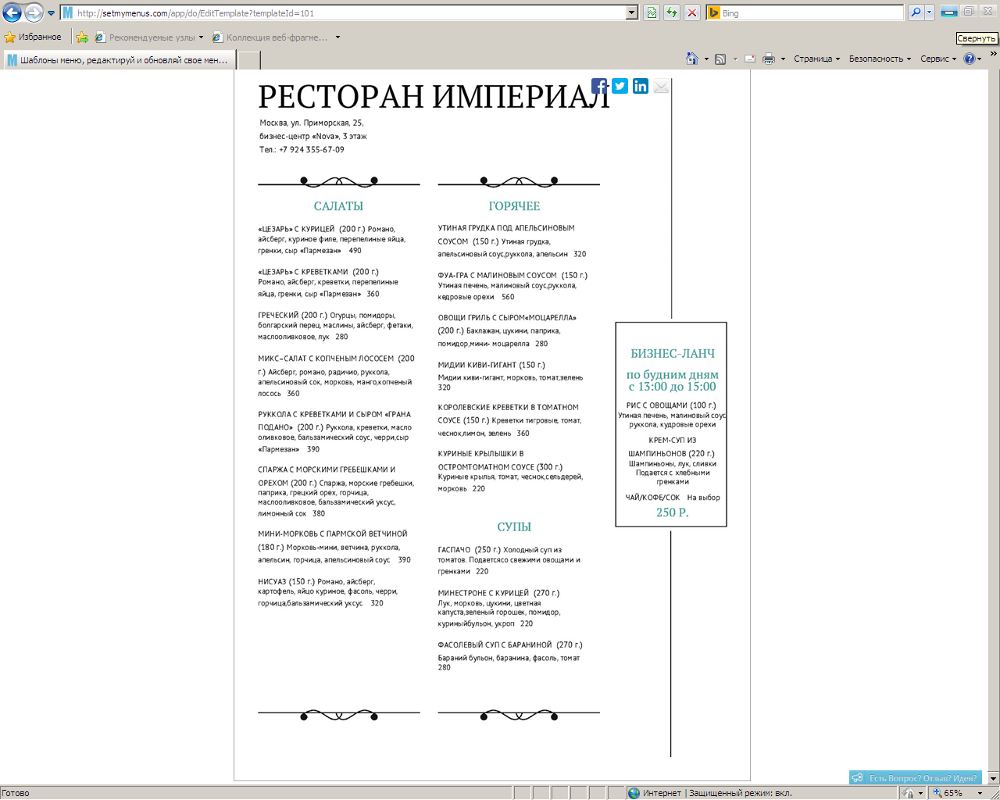 http://setmymenus.com/app/do/EditTemplate?templateId=101
Bing
Избранное
Рекомендуемые узлы
Коллекция веб-фрагме...
Свернуть
Шаблоны меню, редактируй и обновляй свое мен...
Страница
Безопасность
Сервис
РЕСТОРАН ИМПЕРИАЛ
Москва, ул. Приморская, 25,
бизнес-центр «Nova», 3 этаж
Тел.: +7 924 355-67-09
САЛАТЫ
«ЦЕЗАРЬ» С КУРИЦЕЙ (200 г.) Романо,
айсберг, куриное филе, перепелиные яйца,
гренки, сыр «Пармезан» 490
«ЦЕЗАРЬ» С КРЕВЕТКАМИ (200 г.)
Романо, айсберг, креветки, перепелиные
яйца, гренки, сыр «Пармезан» 360
ГРЕЧЕСКИЙ (200 г.) Огурцы, помидоры,
болгарский перец, маслины, айсберг, фетаки,
маслооливковое, лук 280
МИКС–САЛАТ С КОПЧЕНЫМ ЛОСОСЕМ (200
г.) Айсберг, романо, радичио, руккола,
апельсиновый сок, морковь, манго,копченый
лосось 360
РУККОЛА С КРЕВЕТКАМИ И СЫРОМ «ГРАНА
ПОДАНО» (200 г.) Руккола, креветки, масло
оливковое, бальзамический соус, черри,сыр
«Пармезан» 390
СПАРЖА С МОРСКИМИ ГРЕБЕШКАМИ И
ОРЕХОМ (200 г.) Спаржа, морские гребешки,
паприка, грецкий орех, горчица,
маслооливковое, бальзамический уксус,
лимонный сок 380
МИНИ-МОРКОВЬ С ПАРМСКОЙ ВЕТЧИНОЙ
(180 г.) Морковь-мини, ветчина, руккола,
апельсин, горчица, апельсиновый соус 390
НИСУАЗ (150 г.) Романо, айсберг,
картофель, яйцо куриное, фасоль, черри,
горчица,бальзамический уксус 320
ГОРЯЧЕЕ
УТИНАЯ ГРУДКА ПОД АПЕЛЬСИНОВЫМ
СОУСОМ (150 г.) Утиная грудка,
апельсиновый соус,руккола, апельсин 320
ФУА-ГРА С МАЛИНОВЫМ СОУСОМ (150 г.)
Утиная печень, малиновый соус,руккола,
кедровые орехи 560
ОВОЩИ ГРИЛЬ С СЫРОМ«МОЦАРЕЛЛА»
(200 г.) Баклажан, цукини, паприка,
помидор,мини- моцарелла 280
МИДИИ КИВИ-ГИГАНТ (150 г.)
Мидии киви-гигант, морковь, томат,зелень
320
КОРОЛЕВСКИЕ КРЕВЕТКИ В ТОМАТНОМ
СОУСЕ (150 г.) Креветки тигровые, томат,
чеснок,лимон, зелень 360
КУРИНЫЕ КРЫЛЫШКИ В
ОСТРОМТОМАТНОМ СОУСЕ (300 г.)
Куриные крылья, томат, чеснок,сельдерей,
морковь 220
СУПЫ
ГАСПАЧО (250 г.) Холодный суп из
томатов. Подаетсясо свежими овощами и
гренками 220
МИНЕСТРОНЕ С КУРИЦЕЙ (270 г.)
Лук, морковь, цукини, цветная
капуста,зеленый горошек, помидор,
куриныйбульон, укроп 220
ФАСОЛЕВЫЙ СУП С БАРАНИНОЙ (270 г.)
Бараний бульон, баранина, фасоль, томат
280
БИЗНЕС-ЛАНЧ
по будним дням
с 13:00 до 15:00
РИС С ОВОЩАМИ (100 г.)
Утиная печень, малиновый соус
руккола, кудровые орехи
КРЕМ-СУП ИЗ
ШАМПИНЬОНОВ (220 г.)
Шампиньоны, лук, сливки
Подается с хлебными
гренками
ЧАЙ/КОФЕ/СОК На выбор
250 Р.
Есть Вопрос? Отзыв? Идея?
Готово
Интернет | Защищенный режим: вкл.
65%